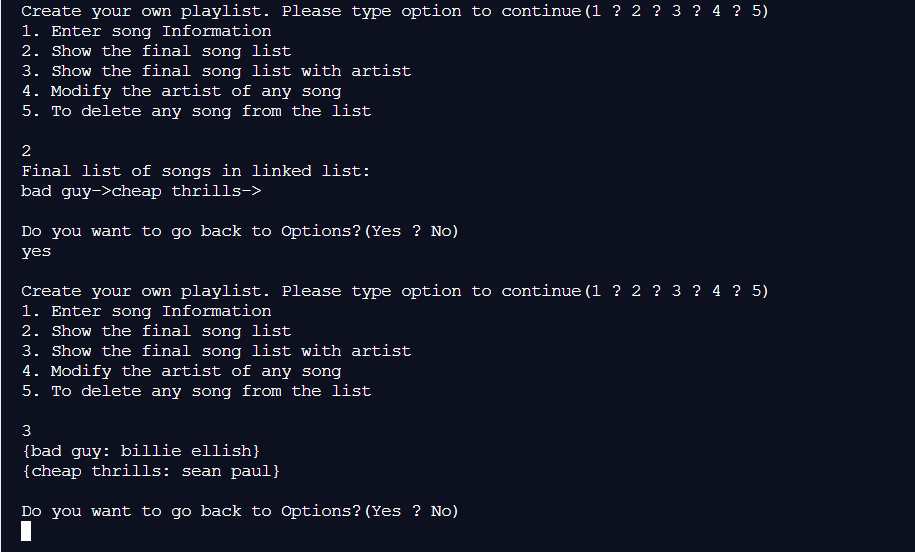 Create your own playlist. Please type option to continue(1 ? 2 ? 3 ? 4 ? 5)
1. Enter song Information
2. Show the final song list
3. Show the final song list with artist
4. Modify the artist of any song
5. To delete any song from the list
2
Final list of songs in linked list:
bad guy->cheap thrills->
Do you want to go back to Options?(Yes ? No)
yes
Create your own playlist. Please type option to continue(1 ? 2 ? 3 ? 4 ? 5)
1. Enter song Information
2. Show the final song list
3. Show the final song list with artist
4. Modify the artist of any song
5. To delete any song from the list
3
{bad guy: billie ellish}
{cheap thrills: sean paul}
Do you want to go back to Options?(Yes ? No)